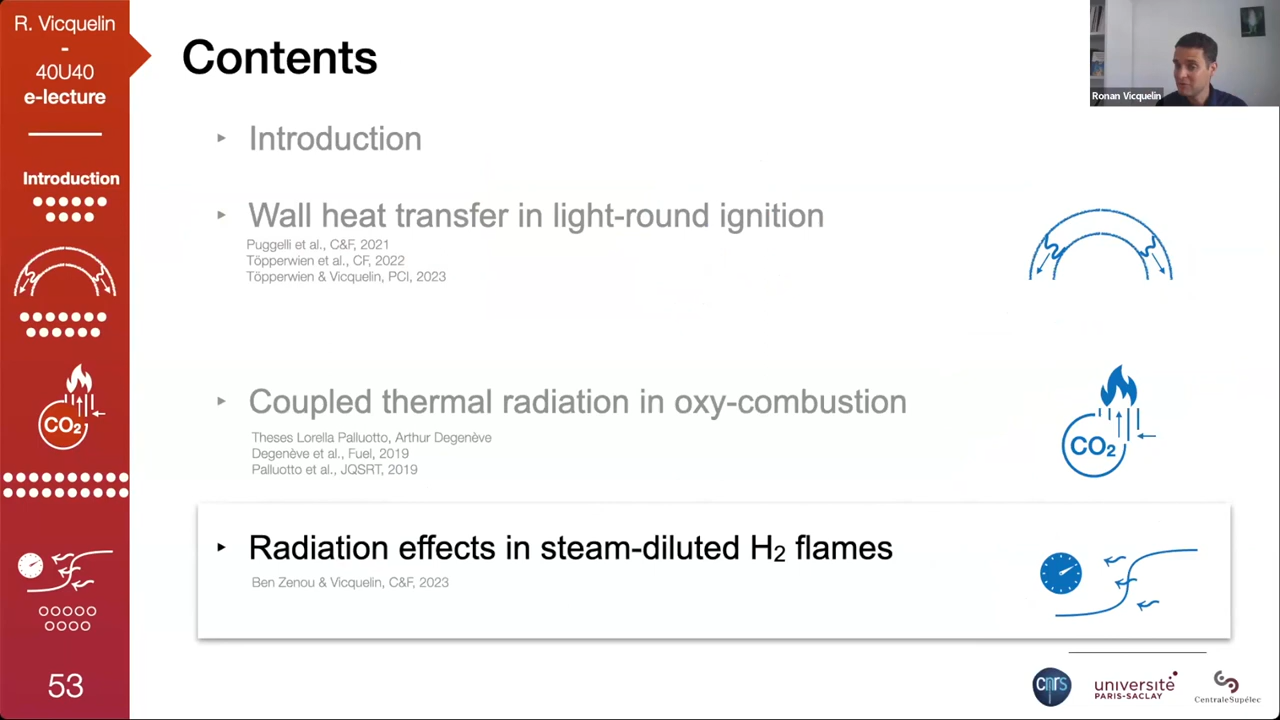 R. Vicquelin
-
40U40
e-lecture
Introduction
CO2
53
Contents
Ronan Vicquelin
‣ Introduction
‣ Wall heat transfer in light-round ignition
Puggelli et al., C&F, 2021
Töpperwien et al., CF, 2022
Töpperwien & Vicquelin, PCI, 2023
‣ Coupled thermal radiation in oxy-combustion
Theses Lorella Palluotto, Arthur Degenève
Degenève et al., Fuel, 2019
Palluotto et al., JQSRT, 2019
CO2
‣ Radiation effects in steam-diluted H2 flames
Ben Zenou & Vicquelin, C&F, 2023
cnrs
université
PARIS-SACLAY
CentraleSupélec